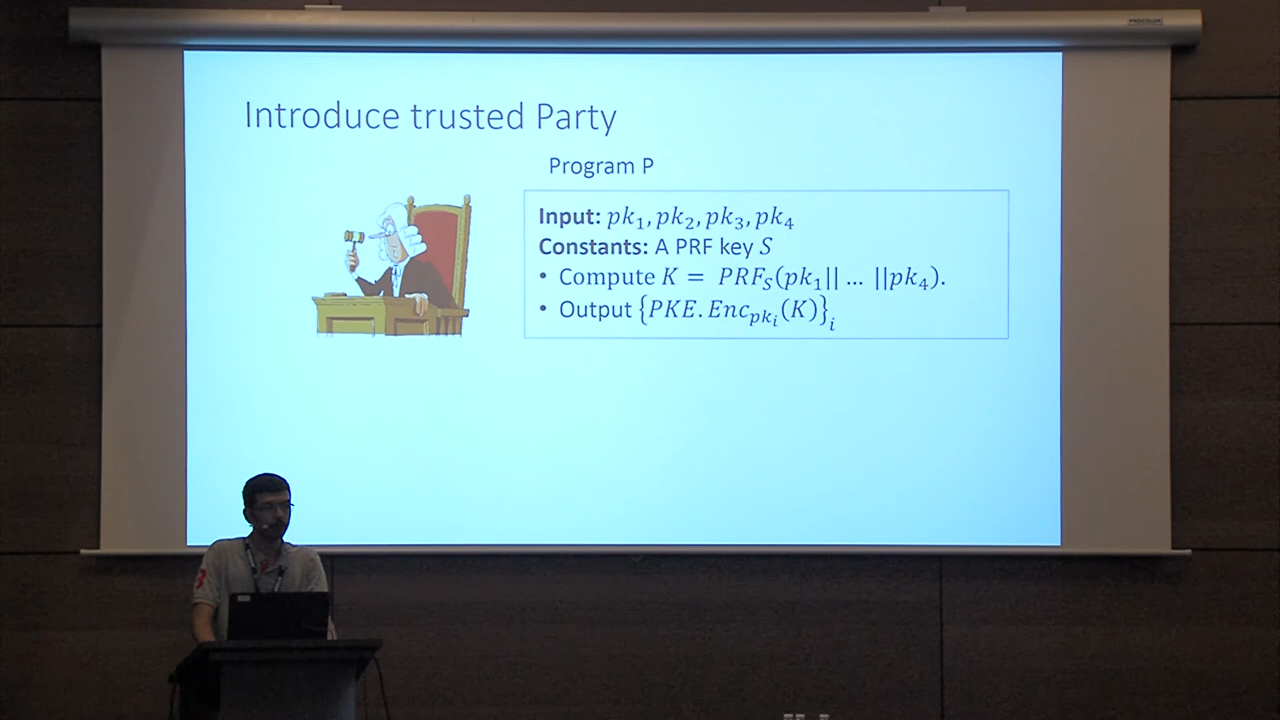 PROCOLOR
Introduce trusted Party
Program P
Input: pk₁, pk₂, pk₃, pk₄
Constants: A PRF key S
• Compute K = PRF_S(pk₁|| … ||pk₄).
• Output {PKE.Enc_{pk_i}(K)}_i